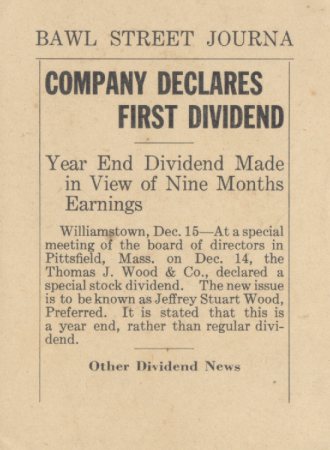 BAWL STREET JOURNA
COMPANY DECLARES
FIRST DIVIDEND
Year End Dividend Made
in View of Nine Months
Earnings
Williamstown, Dec. 15—At a special
meeting of the board of directors in
Pittsfield, Mass. on Dec. 14, the
Thomas J. Wood & Co., declared a
special stock dividend. The new issue
is to be known as Jeffrey Stuart Wood,
Preferred. It is stated that this is
a year end, rather than regular divi-
dend.
Other Dividend News